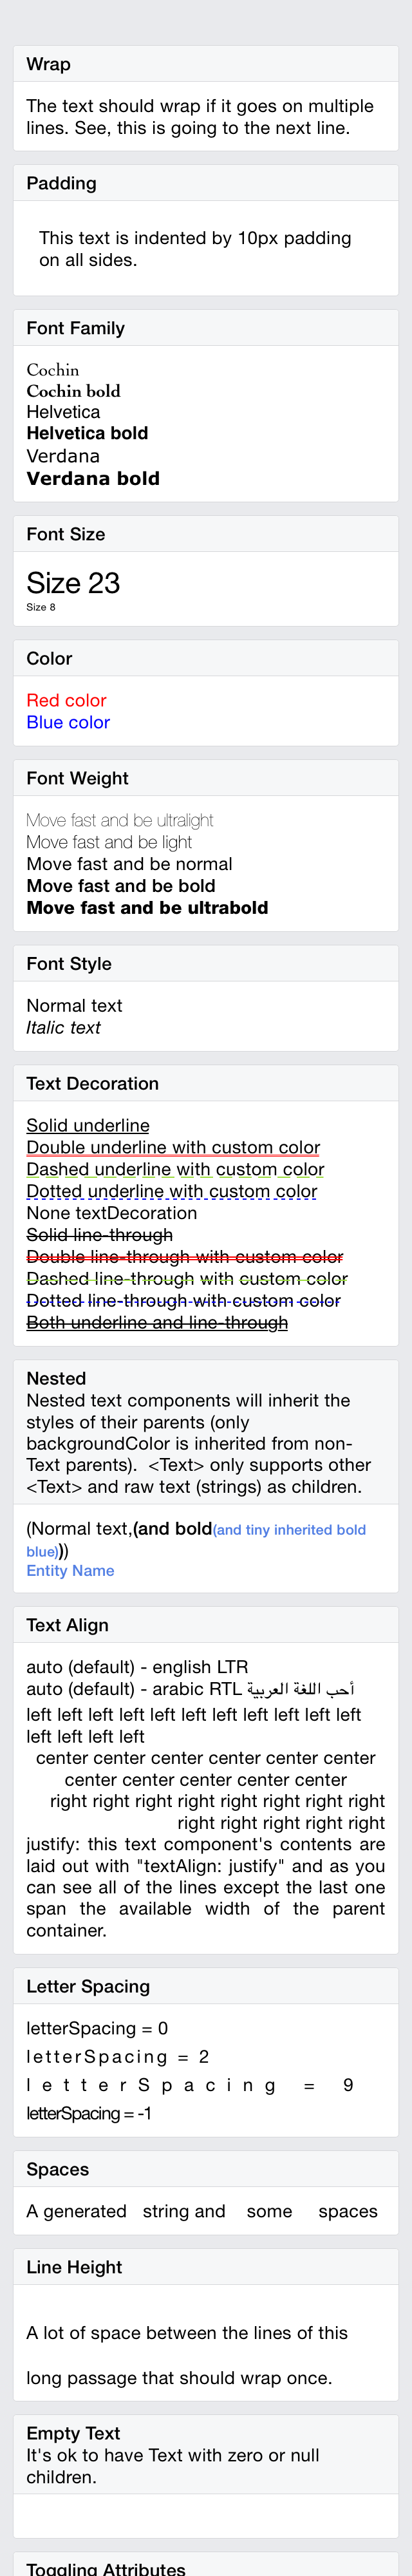 Wrap
The text should wrap if it goes on multiple
lines. See, this is going to the next line.
Padding
This text is indented by 10px padding
on all sides.
Font Family
Cochin
Cochin bold
Helvetica
Helvetica bold
Verdana
Verdana bold
Font Size
Size 23
Size 8
Color
Red color
Blue color
Font Weight
Move fast and be ultralight
Move fast and be light
Move fast and be normal
Move fast and be bold
Move fast and be ultrabold
Font Style
Normal text
Italic text
Text Decoration
Solid underline
Double underline with custom color
Dashed underline with custom color
Dotted underline with custom color
None textDecoration
Solid line-through
Double line-through with custom color
Dashed line-through with custom color
Dotted line-through with custom color
Both underline and line-through
Nested
Nested text components will inherit the
styles of their parents (only
backgroundColor is inherited from non-
Text parents).  <Text> only supports other
<Text> and raw text (strings) as children.
(Normal text,(and bold(and tiny inherited bold
blue)))
Entity Name
Text Align
auto (default) - english LTR
auto (default) - arabic RTL أحب اللغة العربية
left left left left left left left left left left left
left left left left
center center center center center center
center center center center center
right right right right right right right right
right right right right right
justify: this text component's contents are
laid out with "textAlign: justify" and as you
can see all of the lines except the last one
span the available width of the parent
container.
Letter Spacing
letterSpacing = 0
letterSpacing = 2
letterSpacing = 9
letterSpacing = -1
Spaces
A generated   string and    some     spaces
Line Height
A lot of space between the lines of this
long passage that should wrap once.
Empty Text
It's ok to have Text with zero or null
children.
Toggling Attributes